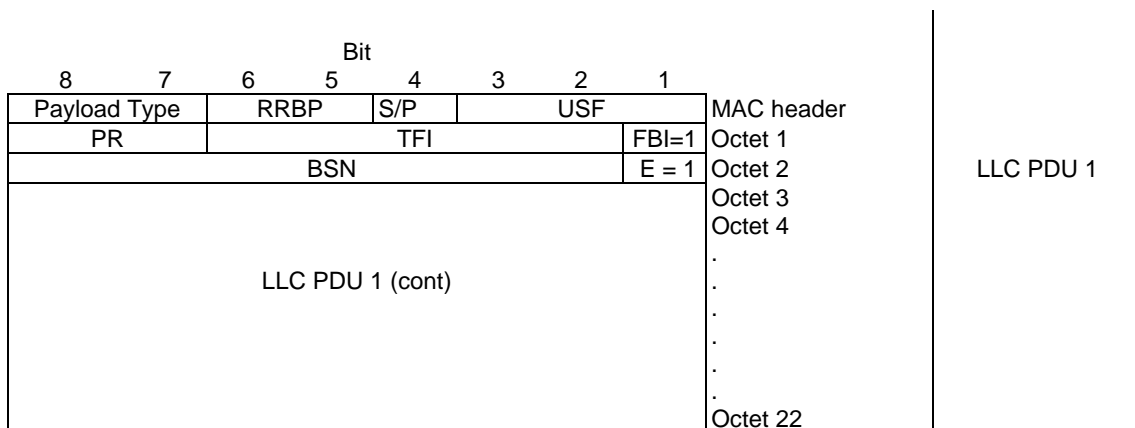 Bit
8 7 6 5 4 3 2 1
Payload Type RRBP S/P USF MAC header
PR TFI FBI=1 Octet 1
BSN E = 1 Octet 2 LLC PDU 1
Octet 3
Octet 4
.
LLC PDU 1 (cont) .
.
.
.
.
Octet 22